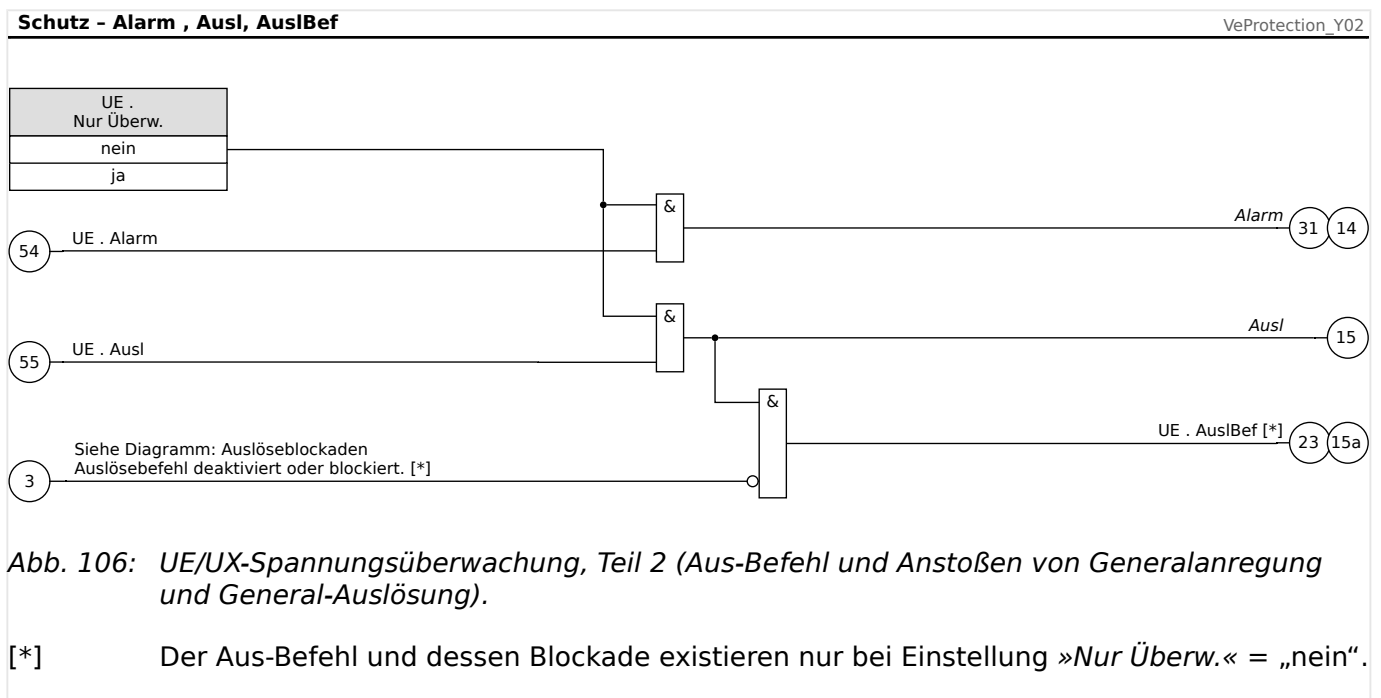 Schutz – Alarm , Ausl, AuslBef
VeProtection_Y02
UE .
Nur Überw.
nein
ja
&
Alarm
31 14
54
UE . Alarm
&
Ausl
15
55
UE . Ausl
&
UE . AuslBef [*]
23 15a
Siehe Diagramm: Auslöseblockaden
Auslösebefehl deaktiviert oder blockiert. [*]
3
Abb. 106: UE/UX-Spannungsüberwachung, Teil 2 (Aus-Befehl und Anstoßen von Generalanregung
und General-Auslösung).
[*] Der Aus-Befehl und dessen Blockade existieren nur bei Einstellung »Nur Überw.« = „nein“.